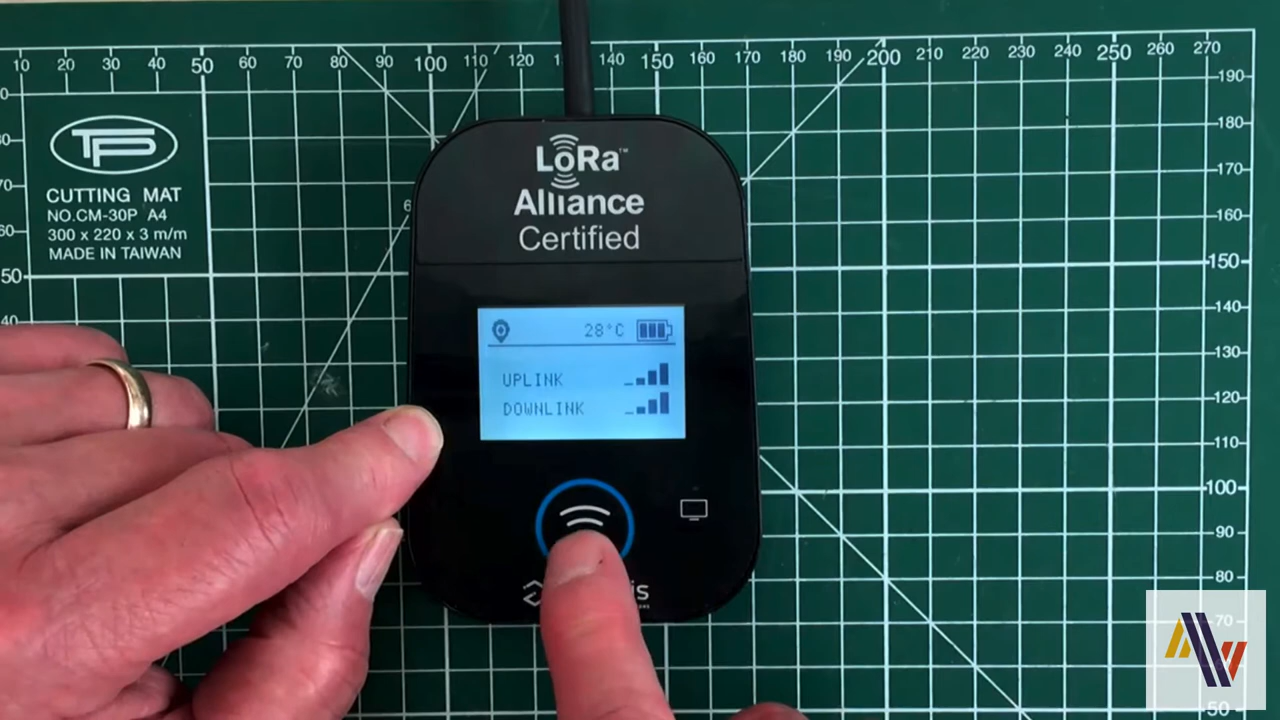 10 20 30 40 50 60 70 80 90 100 110 120 150 160 170 180 190 200 210 220 230 240 250 260 270
190
180
170
160
150
140
130
120
110
100
90
80
70
50
TPS
CUTTING MAT
NO.CM-30P A4
300 x 220 x 3 m/m
MADE IN TAIWAN
50
40
LoRa™
Alliance
Certified
28°C
UPLINK
DOWNLINK